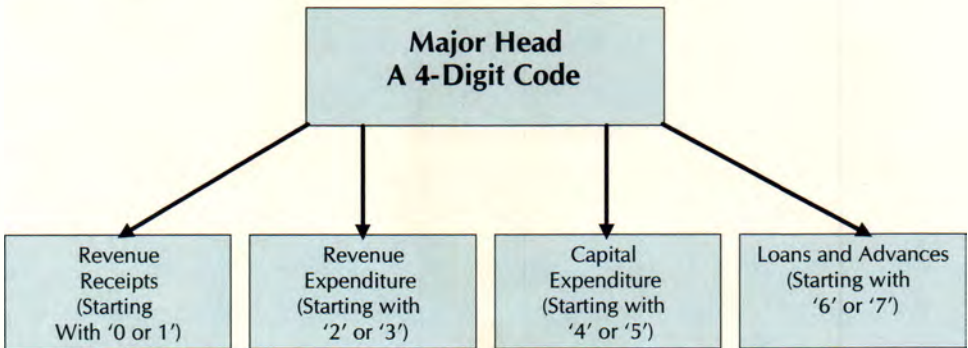 Major Head
A 4-Digit Code
Revenue
Receipts
(Starting
With ‘0 or 1’)
Revenue
Expenditure
(Starting with
‘2’ or ‘3’)
Capital
Expenditure
(Starting with
‘4’ or ‘5’)
Loans and Advances
(Starting with
‘6’ or ‘7’)